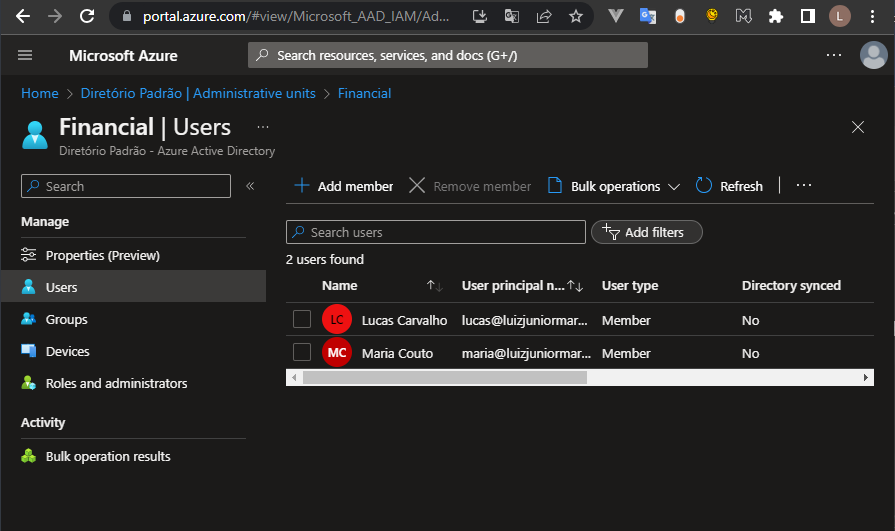 portal.azure.com/#view/Microsoft_AAD_IAM/Ad...
L
Microsoft Azure
Search resources, services, and docs (G+/)
Home > Diretório Padrão | Administrative units > Financial
Financial | Users ...
Diretório Padrão - Azure Active Directory
Search «
Add member Remove member Bulk operations Refresh ...
Manage
Properties (Preview)
Users
Groups
Devices
Roles and administrators
Activity
Bulk operation results
Search users Add filters
2 users found
Name User principal n... User type Directory synced
LC Lucas Carvalho lucas@luizjuniormar... Member No
MC Maria Couto maria@luizjuniormar... Member No